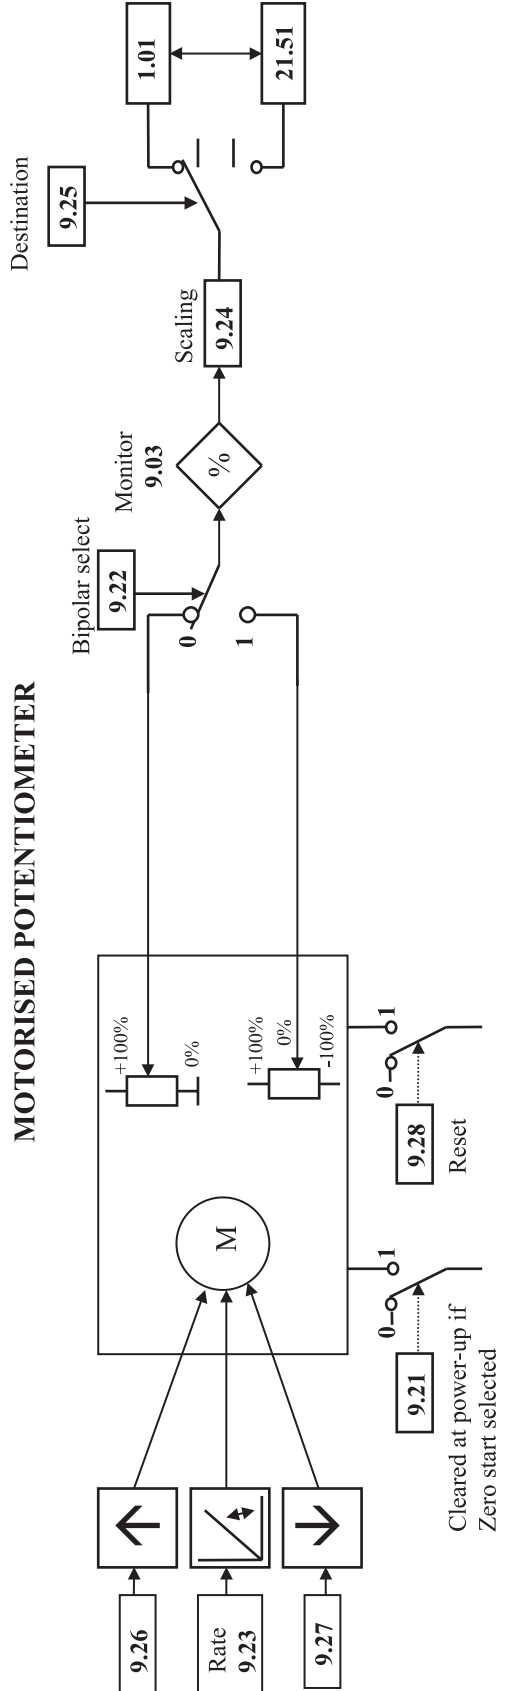 MOTORISED POTENTIOMETER
9.26
Rate
9.23
9.27
M
+100%
0%
+100%
0%
-100%
9.21
0
1
Cleared at power-up if
Zero start selected
9.28
0
1
Reset
Bipolar select
9.22
0
1
Monitor
9.03
%
Scaling
9.24
Destination
9.25
1.01
21.51